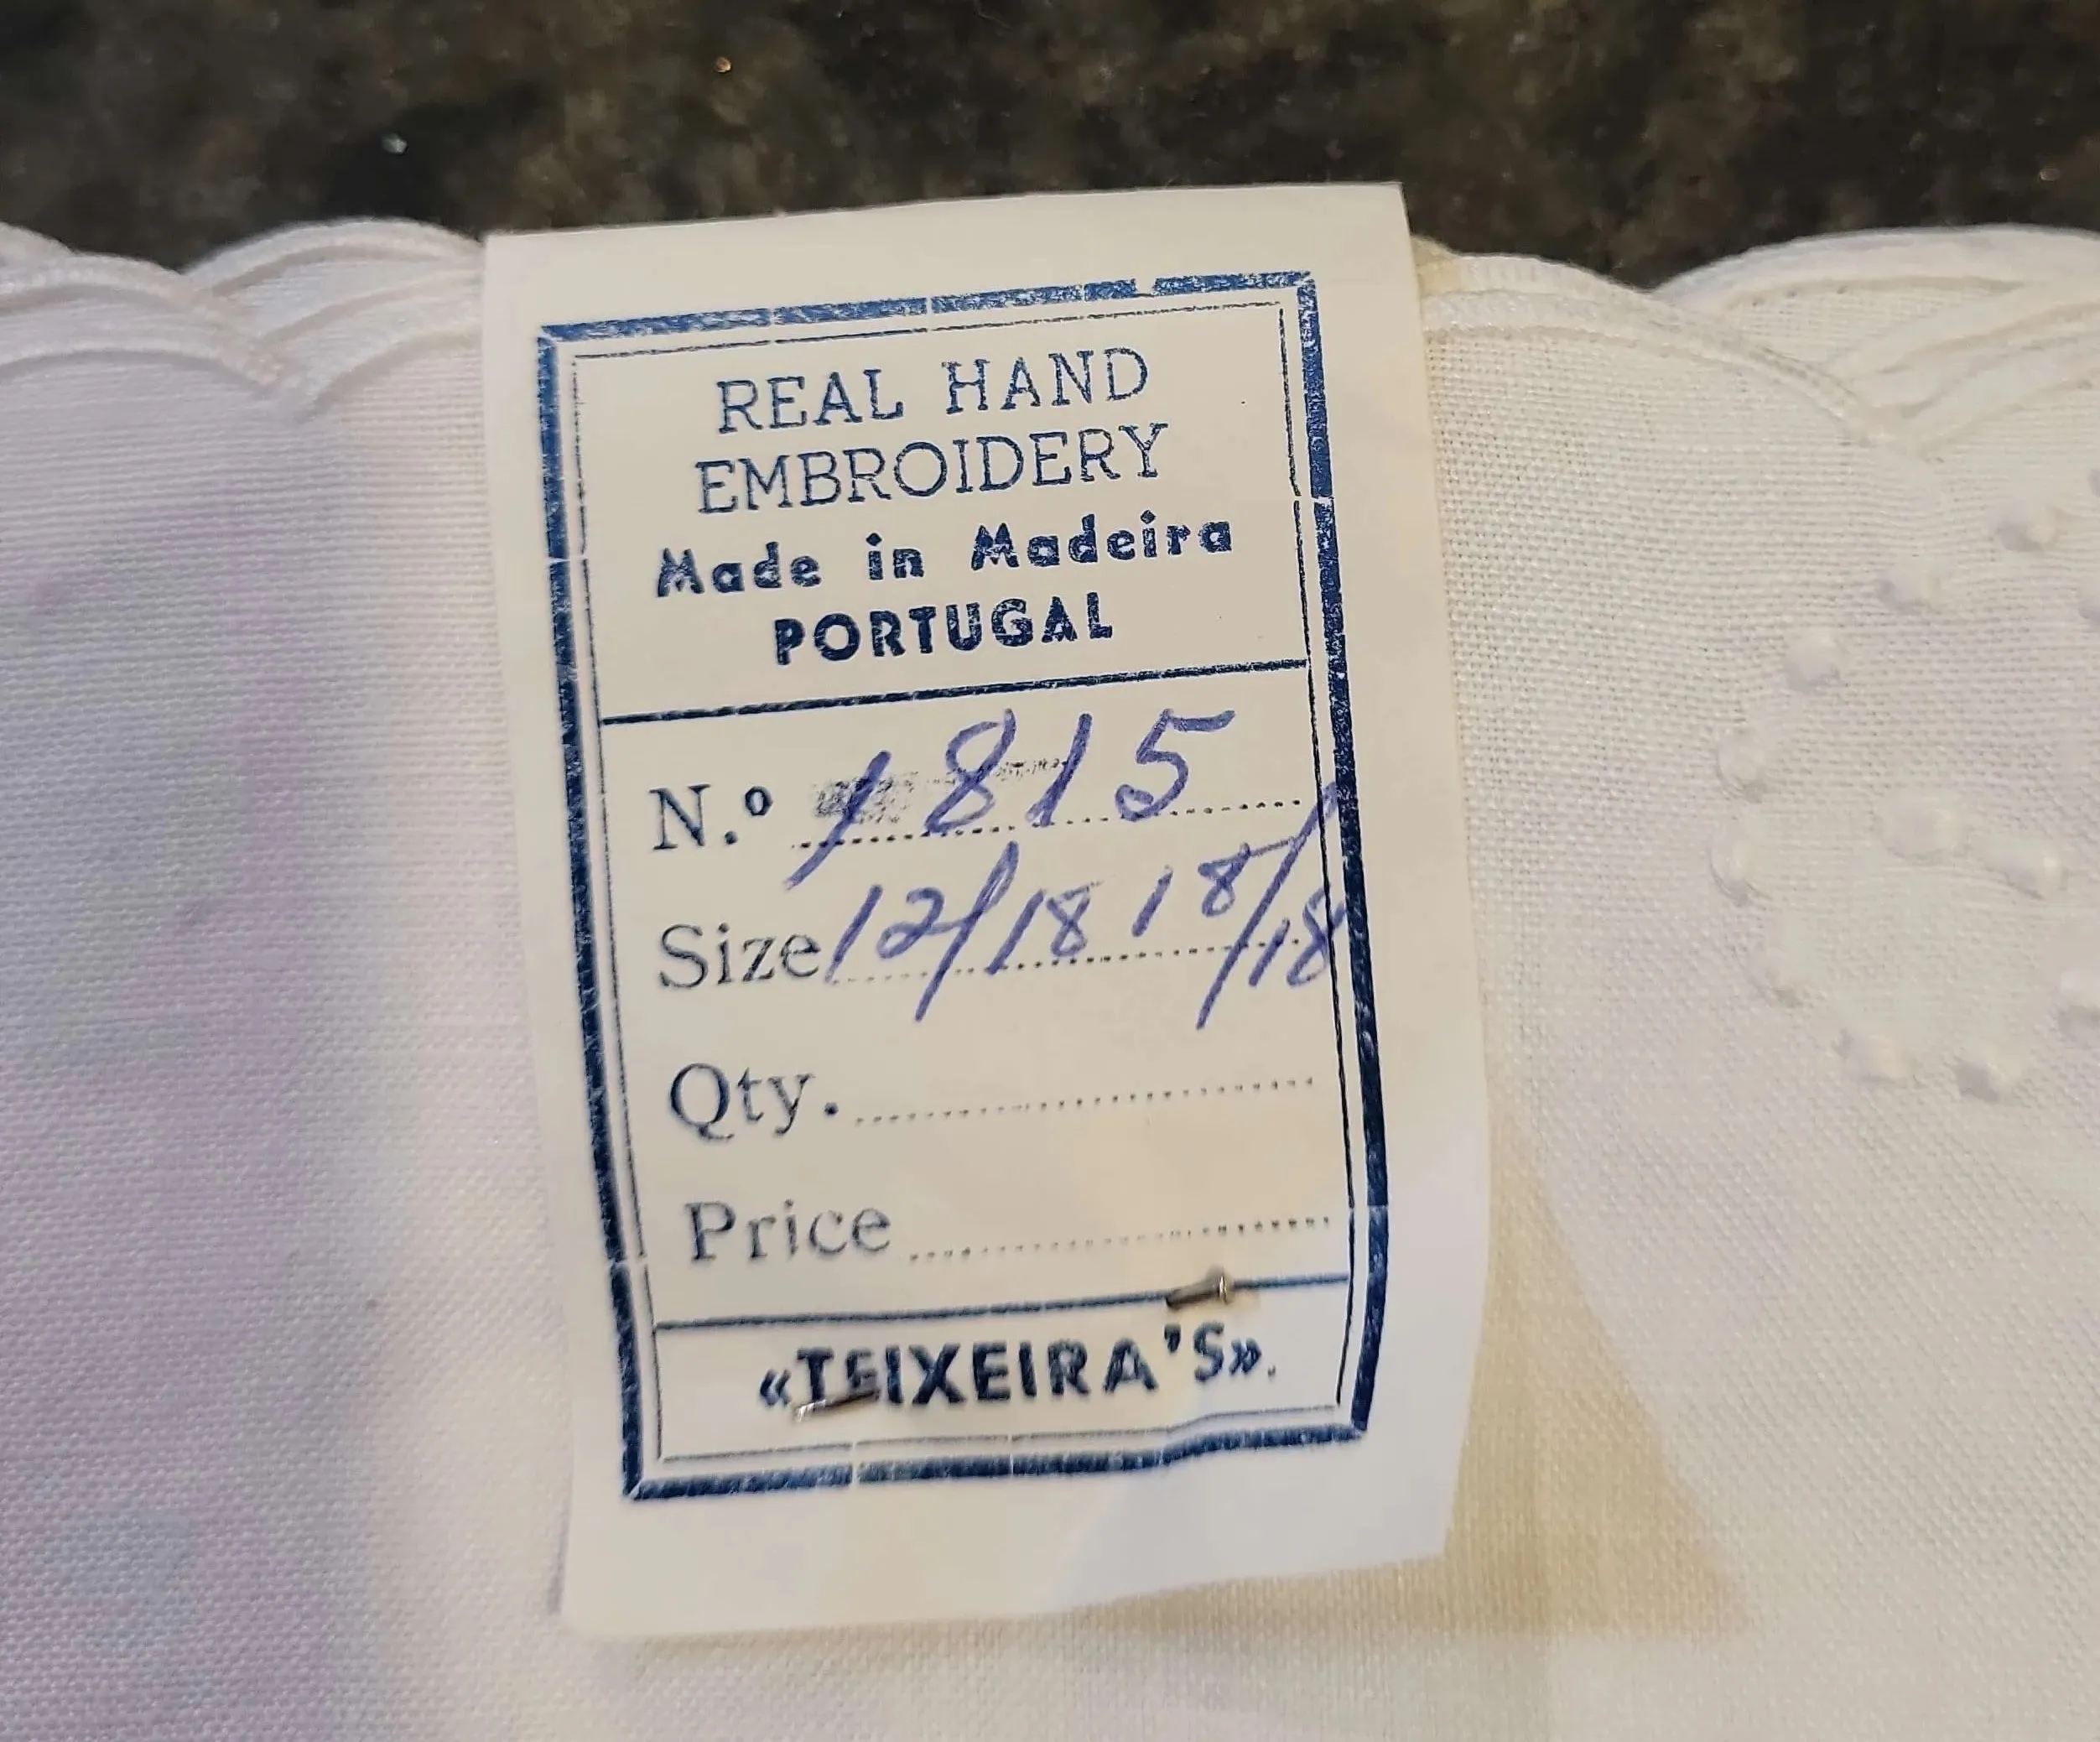 REAL HAND
EMBROIDERY
Made in Madeira
PORTUGAL
N.º 1815
Size 12/18 18/18
Qty.
Price
«TEIXEIRA'S».